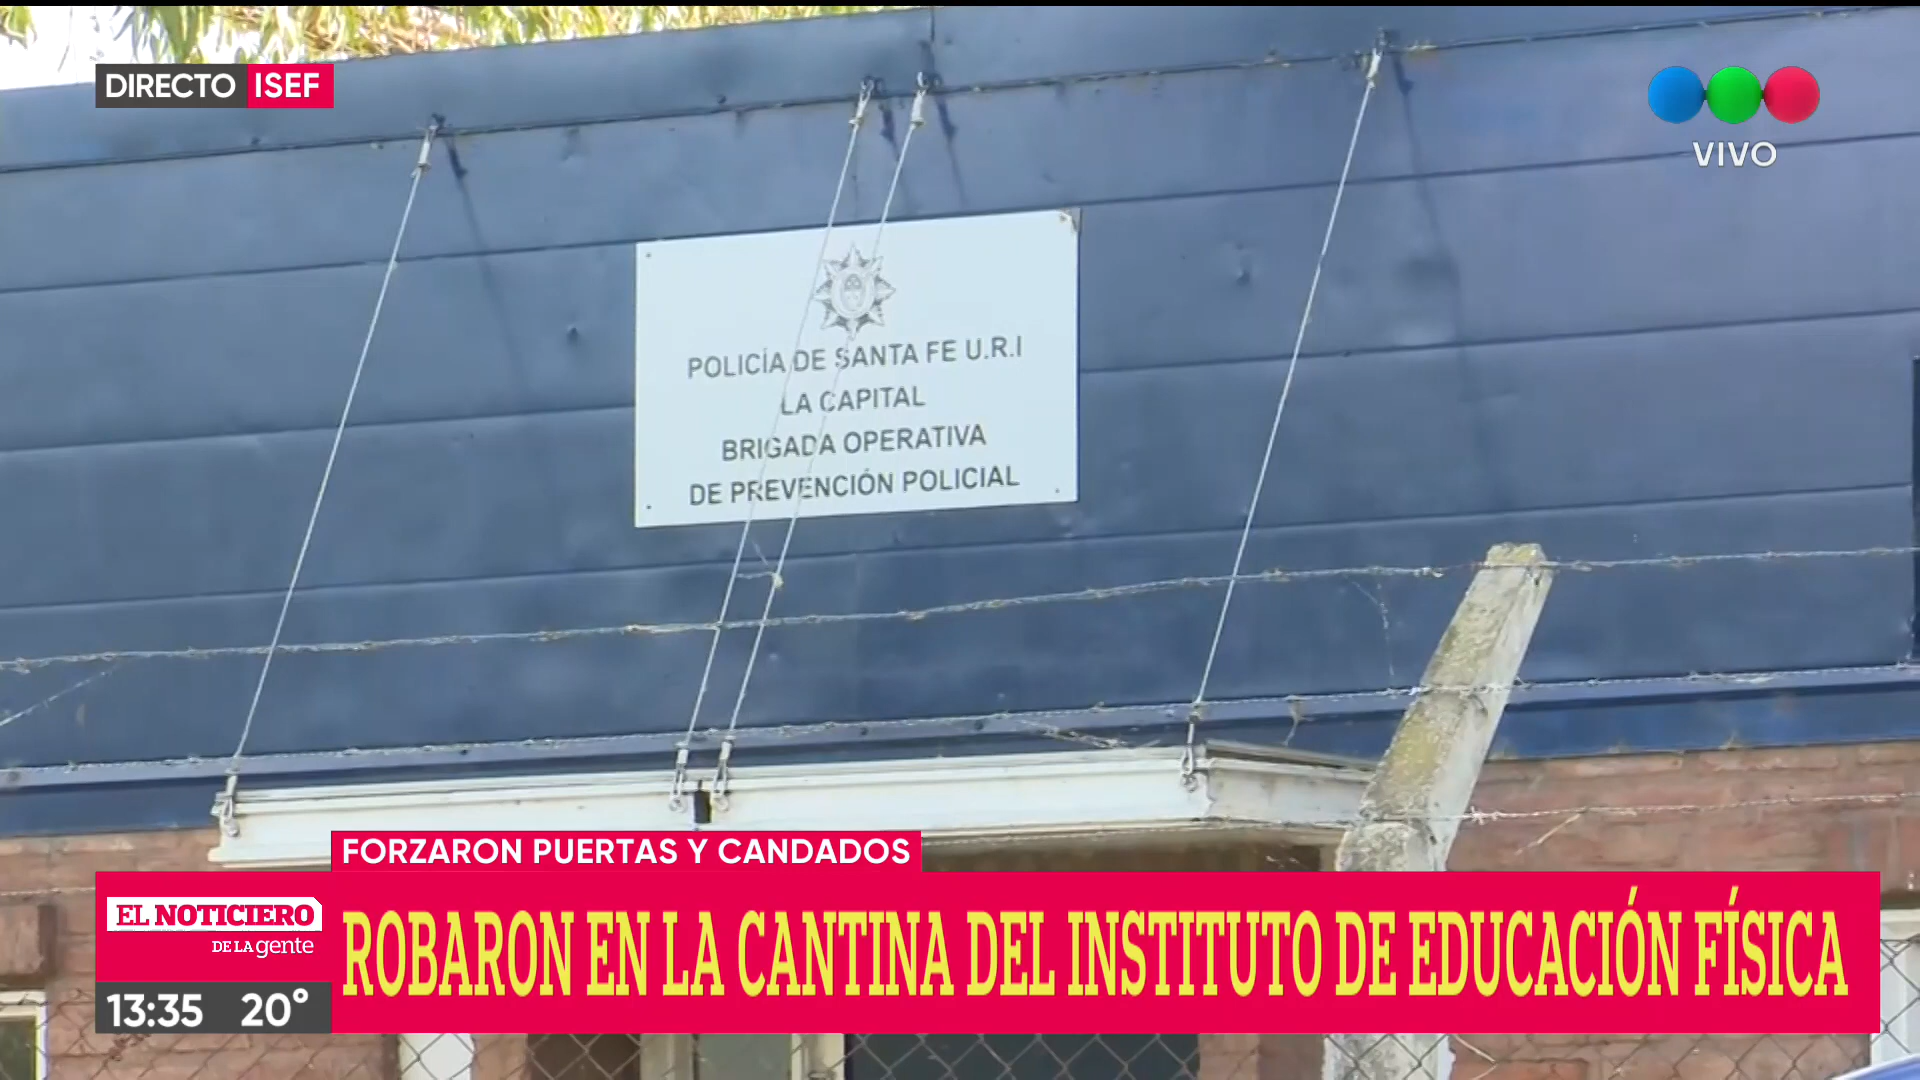 DIRECTO ISEF
VIVO
POLICÍA DE SANTA FE U.R.I
LA CAPITAL
BRIGADA OPERATIVA
DE PREVENCIÓN POLICIAL
FORZARON PUERTAS Y CANDADOS
EL NOTICIERO
DE LA gente
ROBARON EN LA CANTINA DEL INSTITUTO DE EDUCACIÓN FÍSICA
13:35 20°